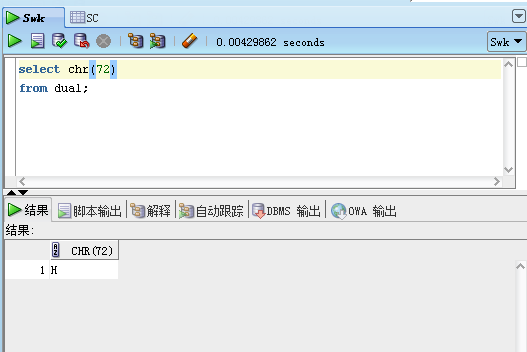 Swk SC
0.00429862 seconds Swk
select chr(72)
from dual;
结果 脚本输出 解释 自动跟踪 DBMS 输出 OWA 输出
结果:
CHR(72)
1 H